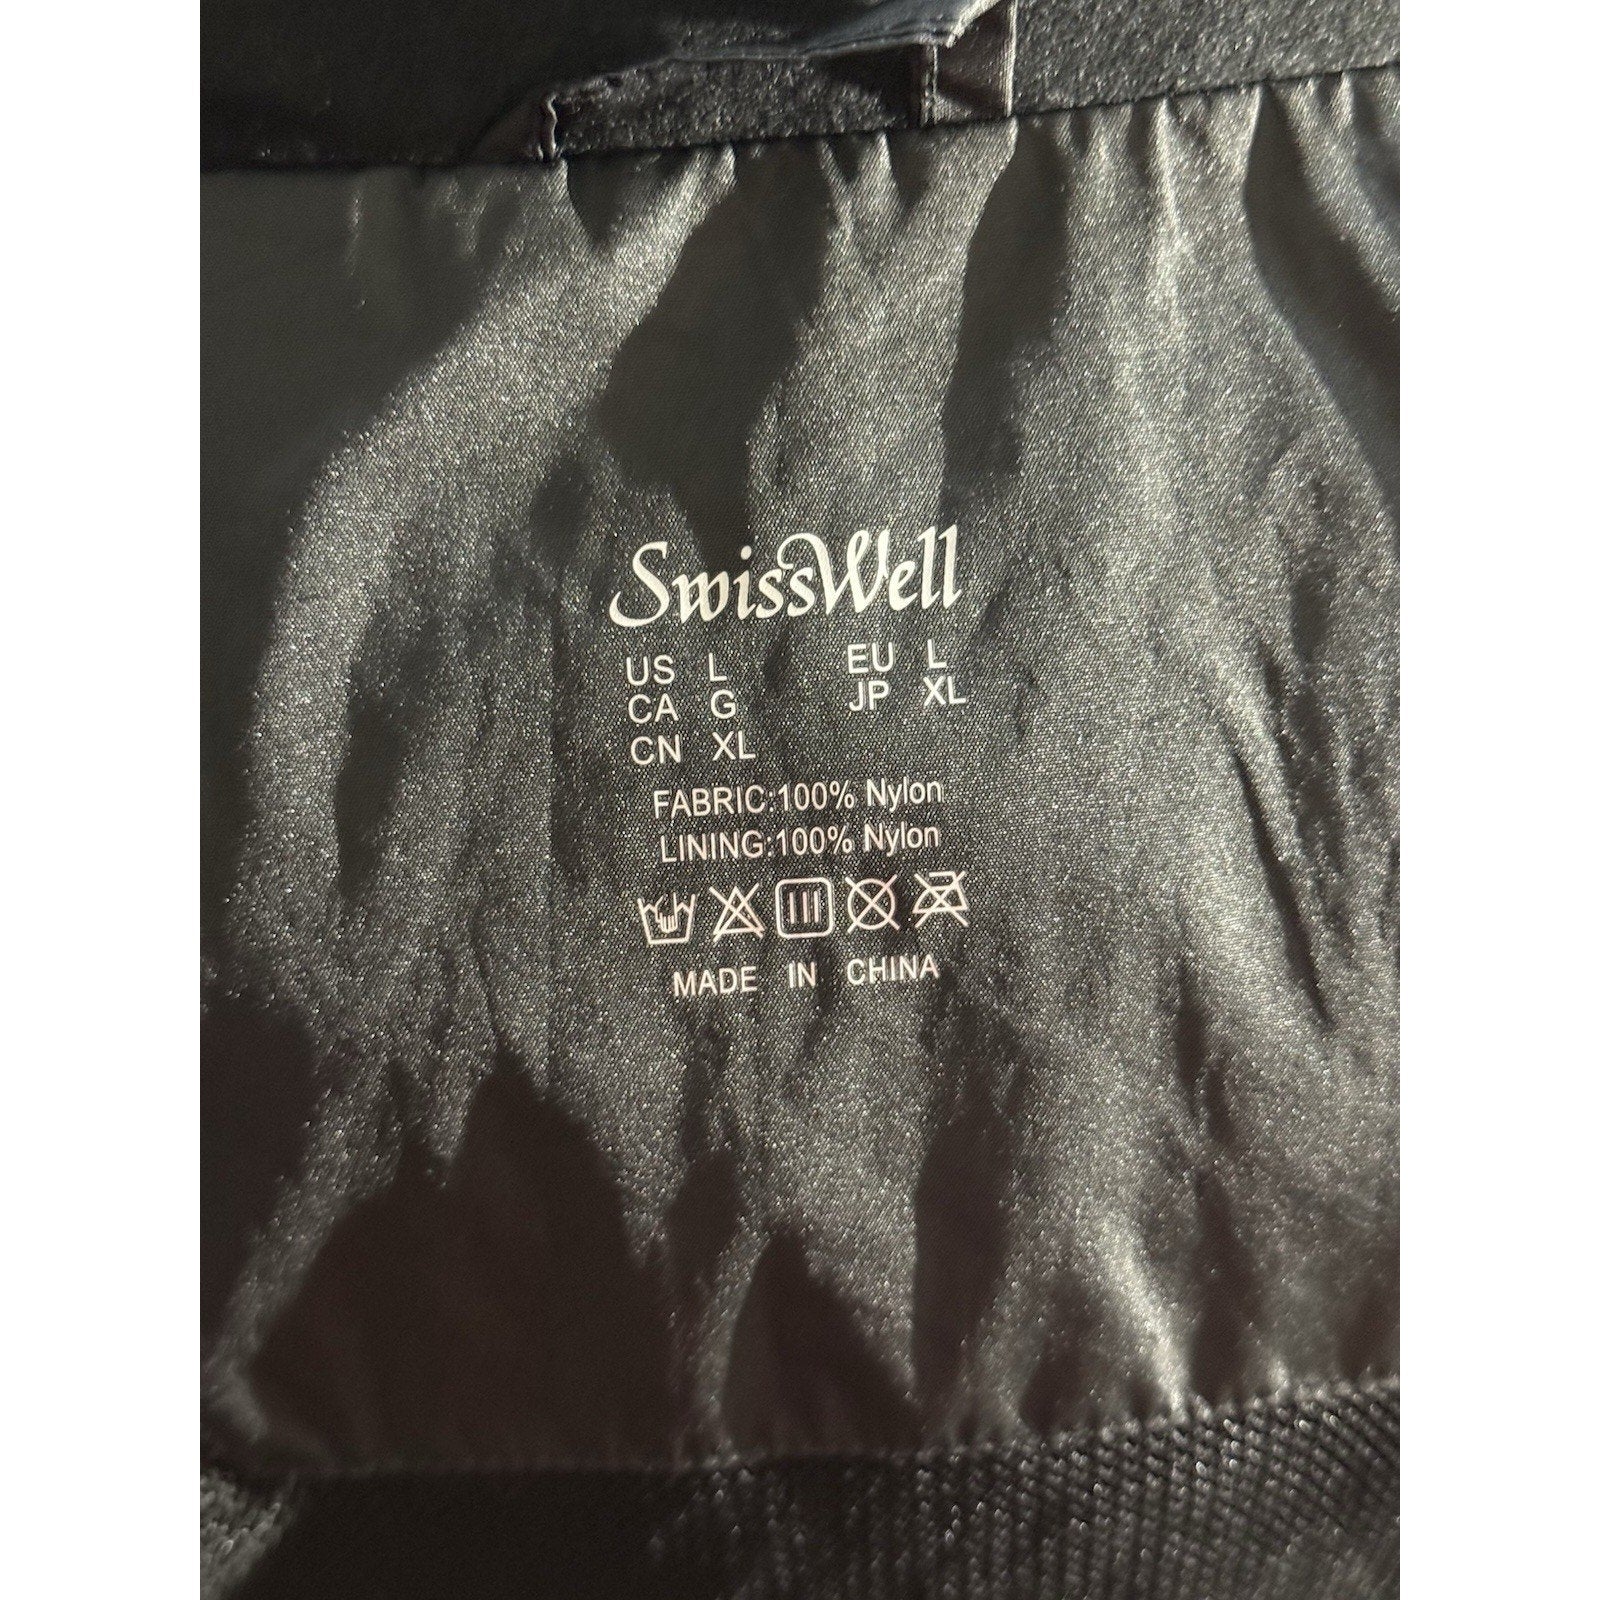 SwissWell
US L EU L
CA G JP XL
CN XL
FABRIC:100% Nylon
LINING:100% Nylon
MADE IN CHINA